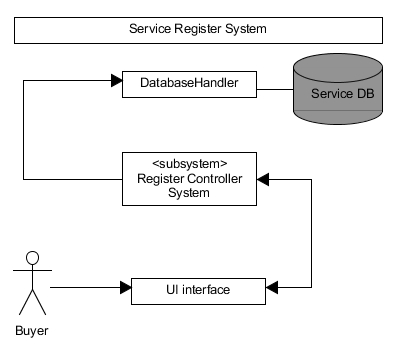 Service Register System
DatabaseHandler
Service DB
<subsystem>
Register Controller
System
UI interface
Buyer